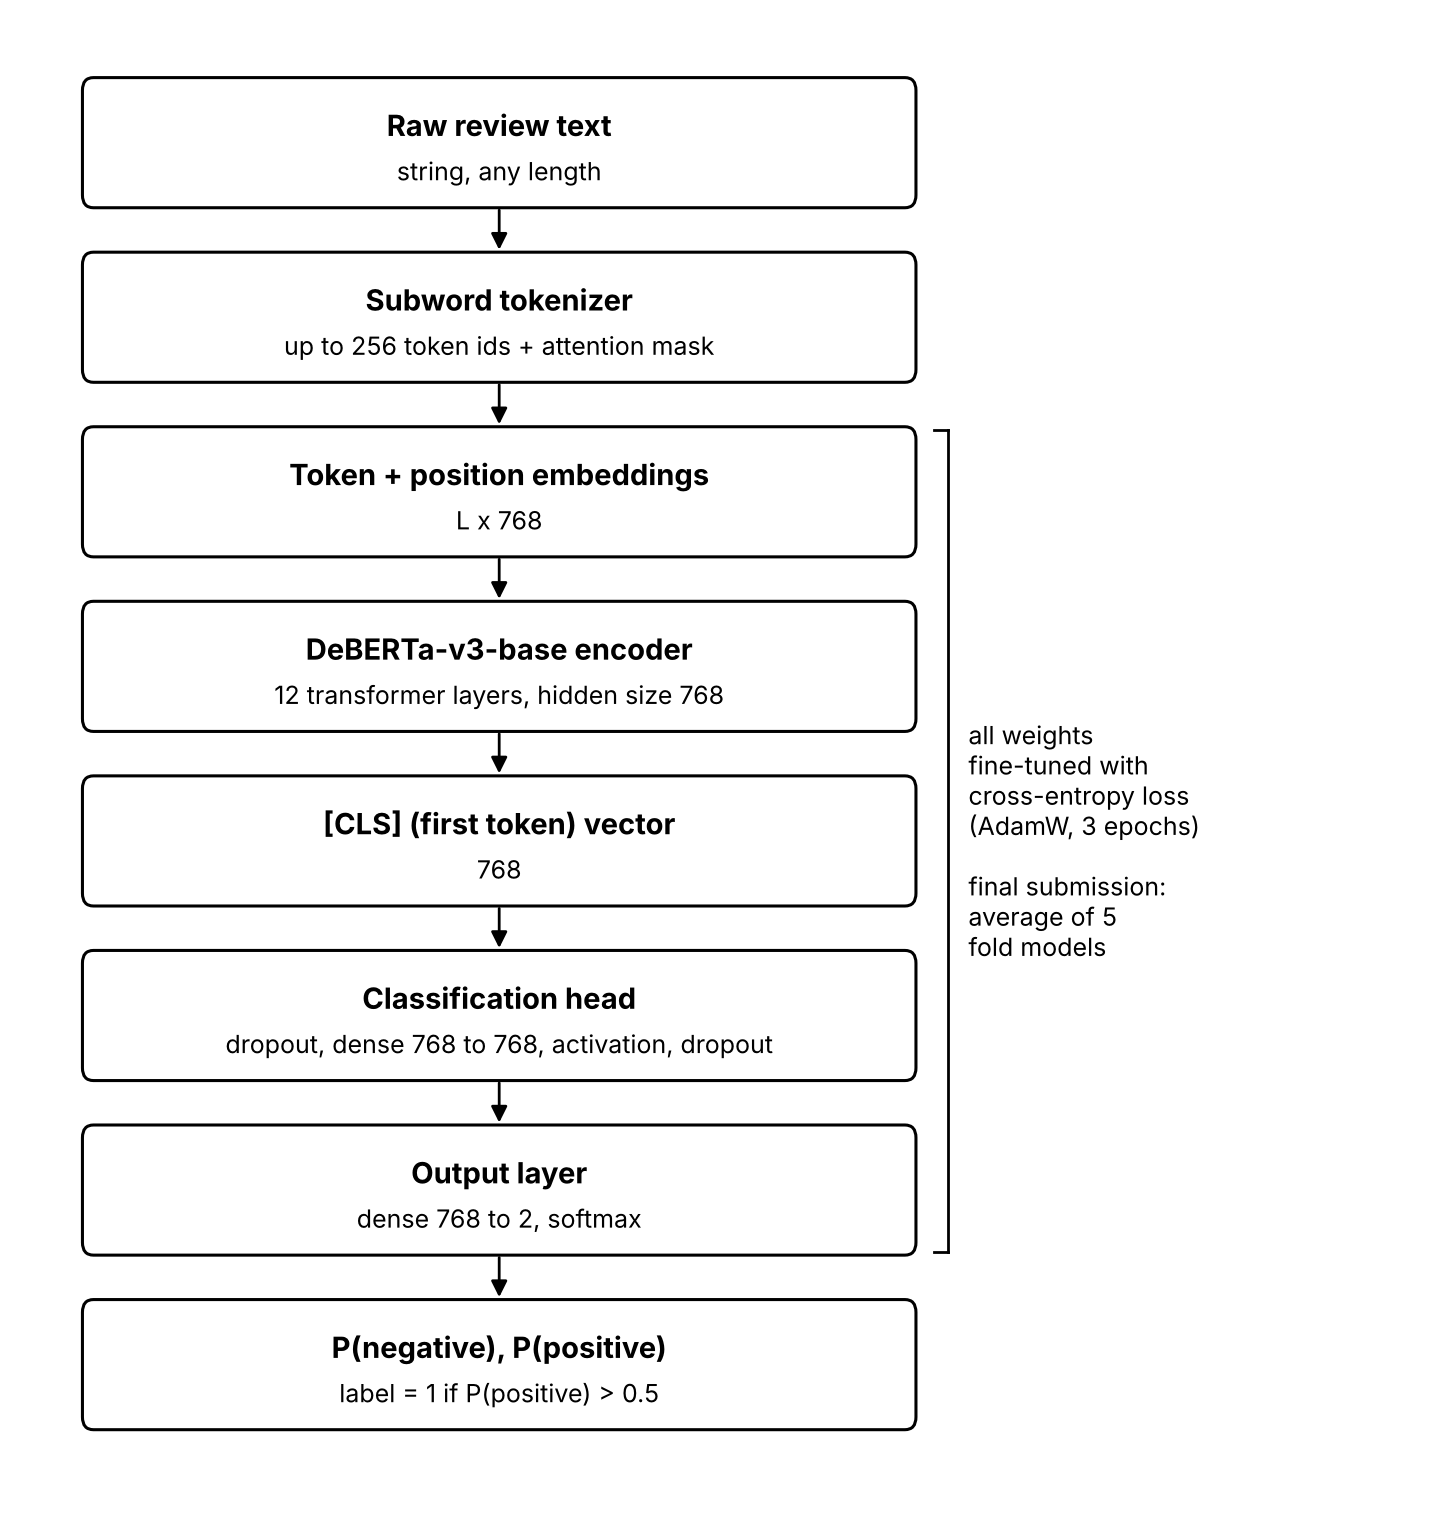 Raw review text
string, any length
Subword tokenizer
up to 256 token ids + attention mask
Token + position embeddings
L x 768
DeBERTa-v3-base encoder
12 transformer layers, hidden size 768
[CLS] (first token) vector
768
Classification head
dropout, dense 768 to 768, activation, dropout
Output layer
dense 768 to 2, softmax
P(negative), P(positive)
label = 1 if P(positive) > 0.5
all weights
fine-tuned with
cross-entropy loss
(AdamW, 3 epochs)
final submission:
average of 5
fold models